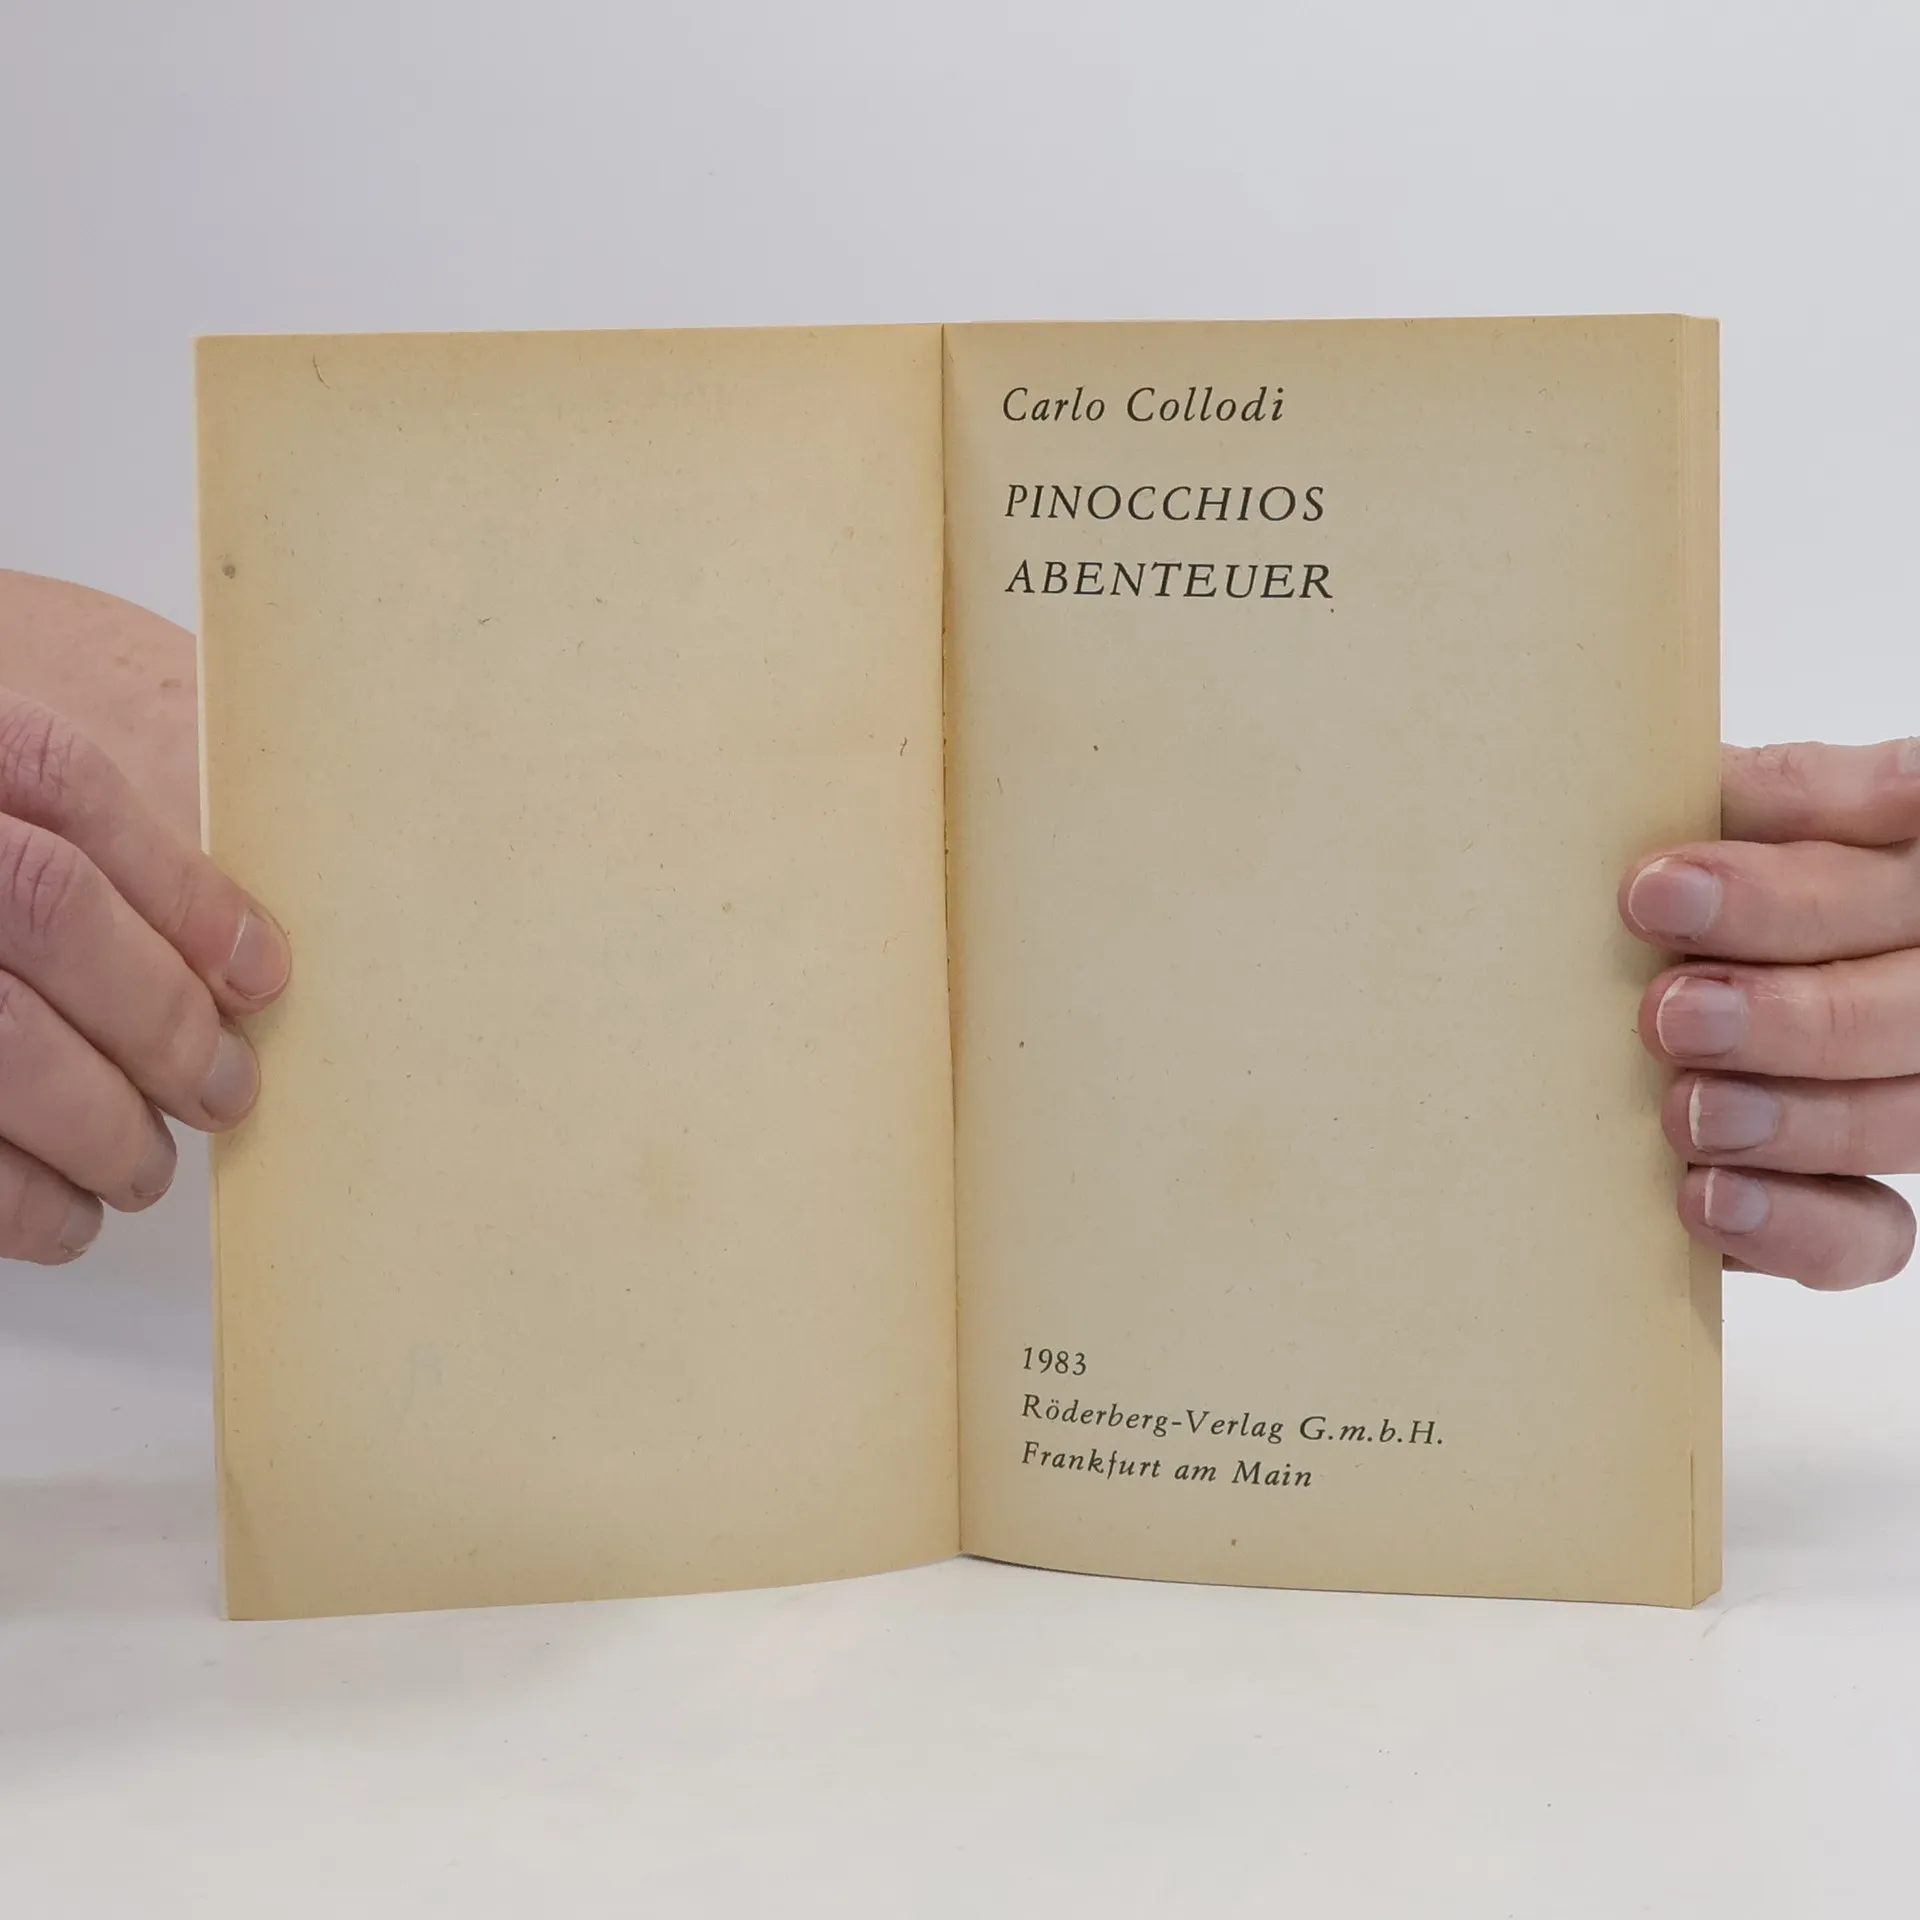 Carlo Collodi
PINOCCHIOS
ABENTEUER
1983
Röderberg-Verlag G.m.b.H.
Frankfurt am Main